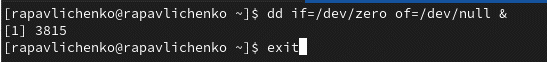 [rapavlichenko@rapavlichenko ~]$ dd if=/dev/zero of=/dev/null &
[1] 3815
[rapavlichenko@rapavlichenko ~]$ exit